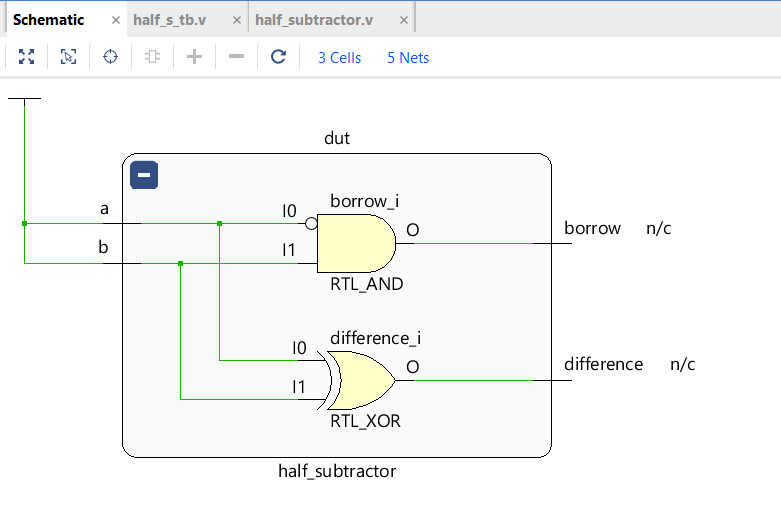 Schematic × half_s_tb.v × half_subtractor.v ×
3 Cells 5 Nets
dut
a
b
I0
I1
borrow_i
O
RTL_AND
borrow n/c
I0
I1
difference_i
O
RTL_XOR
difference n/c
half_subtractor